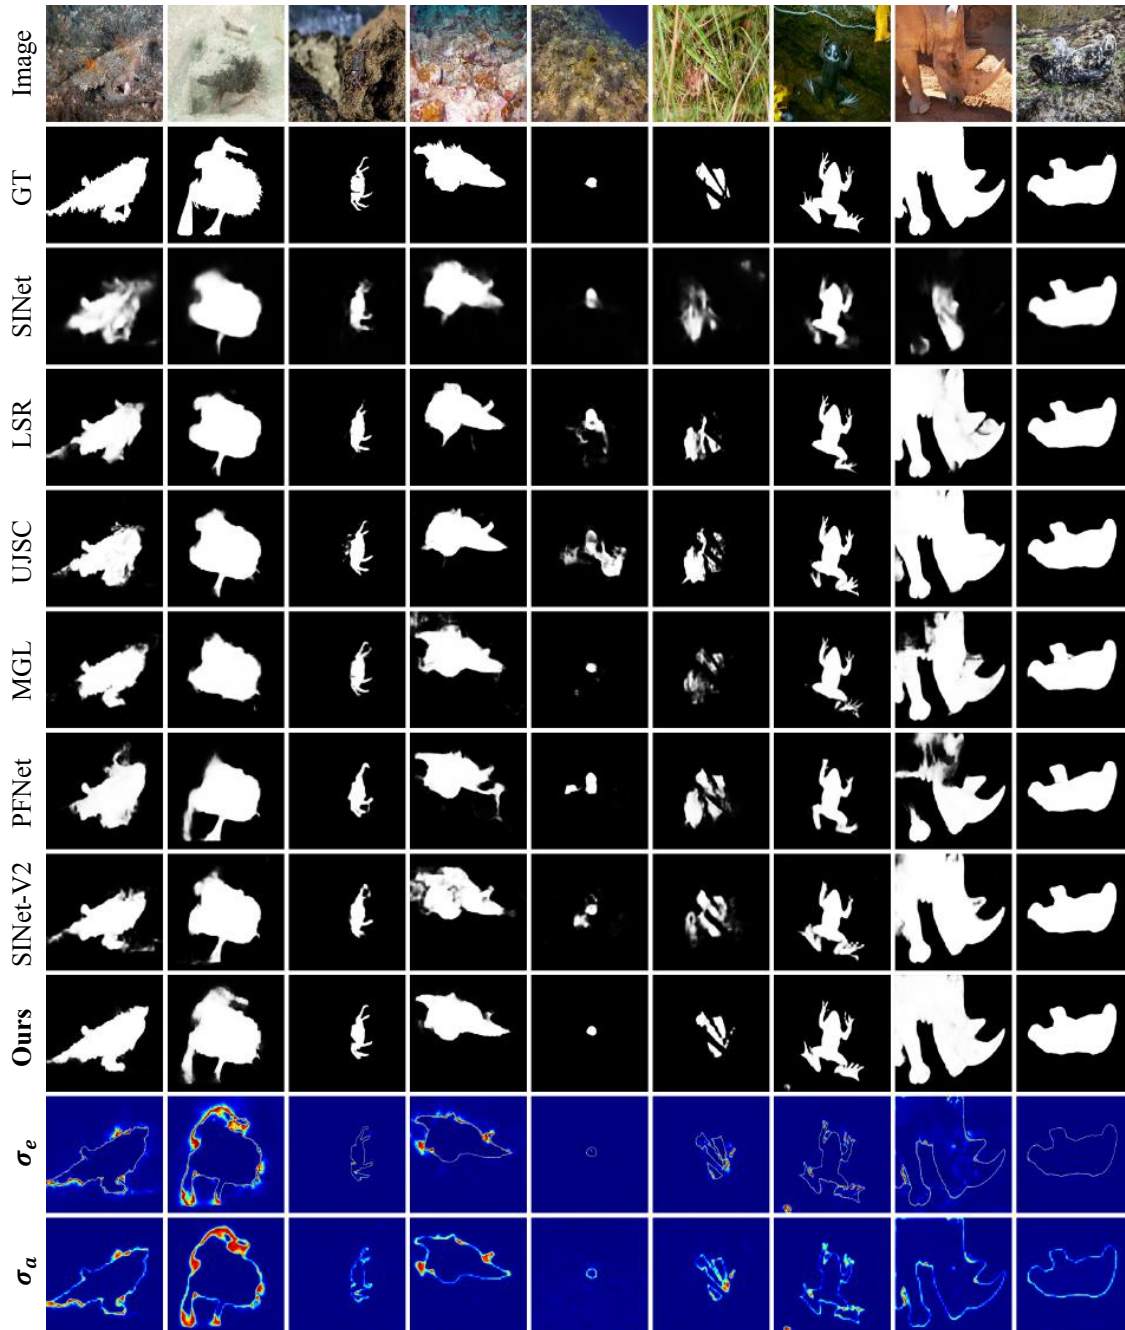 Image
GT
SINet
LSR
UJSC
MGL
PFNet
SINet-V2
Ours
σe
σa